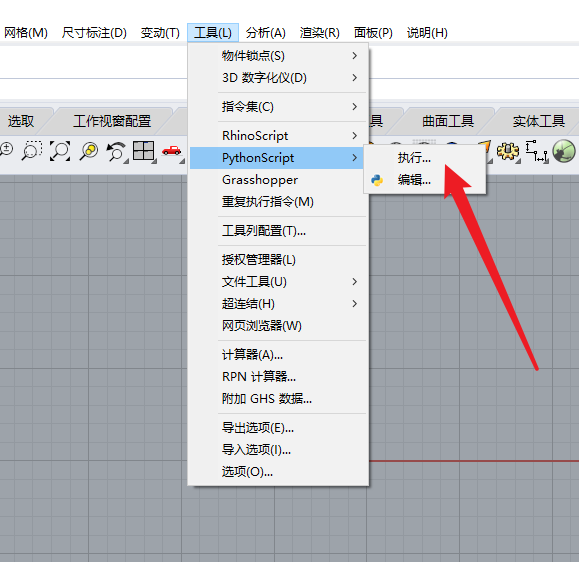 网格(M) 尺寸标注(D) 变动(T) 工具(L) 分析(A) 渲染(R) 面板(P) 说明(H)
物件锁点(S)
3D 数字化仪(D)
指令集(C)
选取 工作视窗配置 具 曲面工具 实体工具
RhinoScript
PythonScript
执行...
Grasshopper
编辑...
重复执行指令(M)
工具列配置(T)...
授权管理器(L)
文件工具(U)
超连结(H)
网页浏览器(W)
计算器(A)...
RPN 计算器...
附加 GHS 数据...
导出选项(E)...
导入选项(I)...
选项(O)...